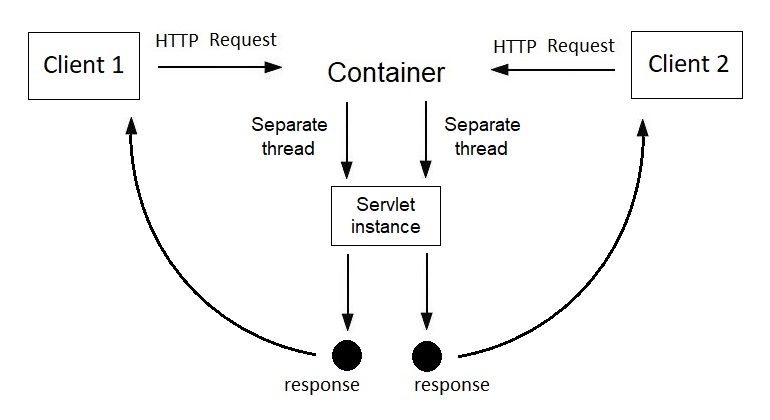 HTTP Request
HTTP Request
Client 1
Container
Client 2
Separate
thread
Separate
thread
Servlet
instance
response
response